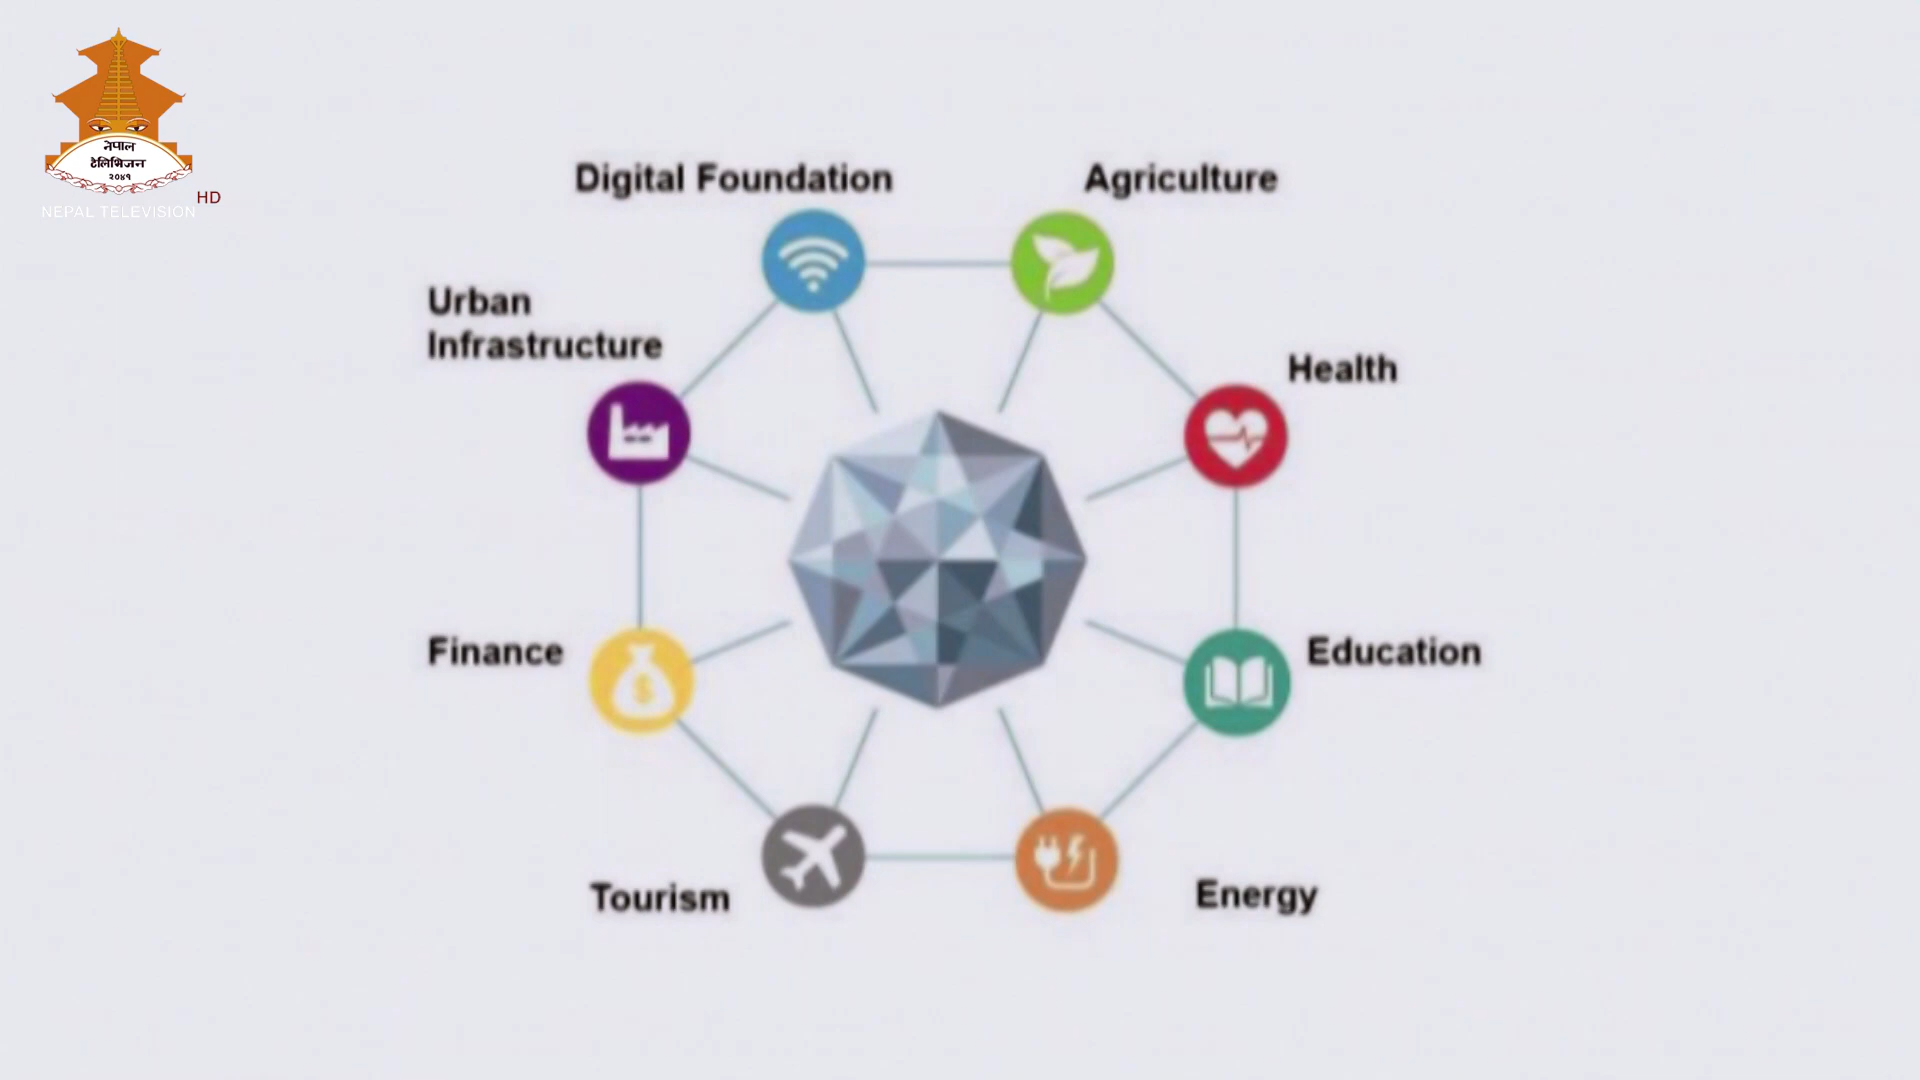 नेपाल
टेलिभिजन
२०४१
HD
NEPAL TELEVISION
Digital Foundation
Agriculture
Urban
Infrastructure
Health
Finance
Education
Tourism
Energy